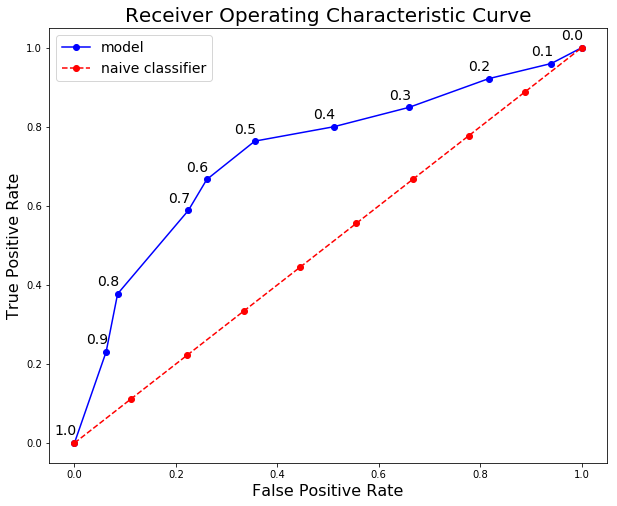 Receiver Operating Characteristic Curve
model
naive classifier
1.0
0.8
0.6
0.4
0.2
0.0
True Positive Rate
0.0
0.1
0.2
0.3
0.4
0.5
0.6
0.7
0.8
0.9
1.0
0.0 0.2 0.4 0.6 0.8 1.0
False Positive Rate